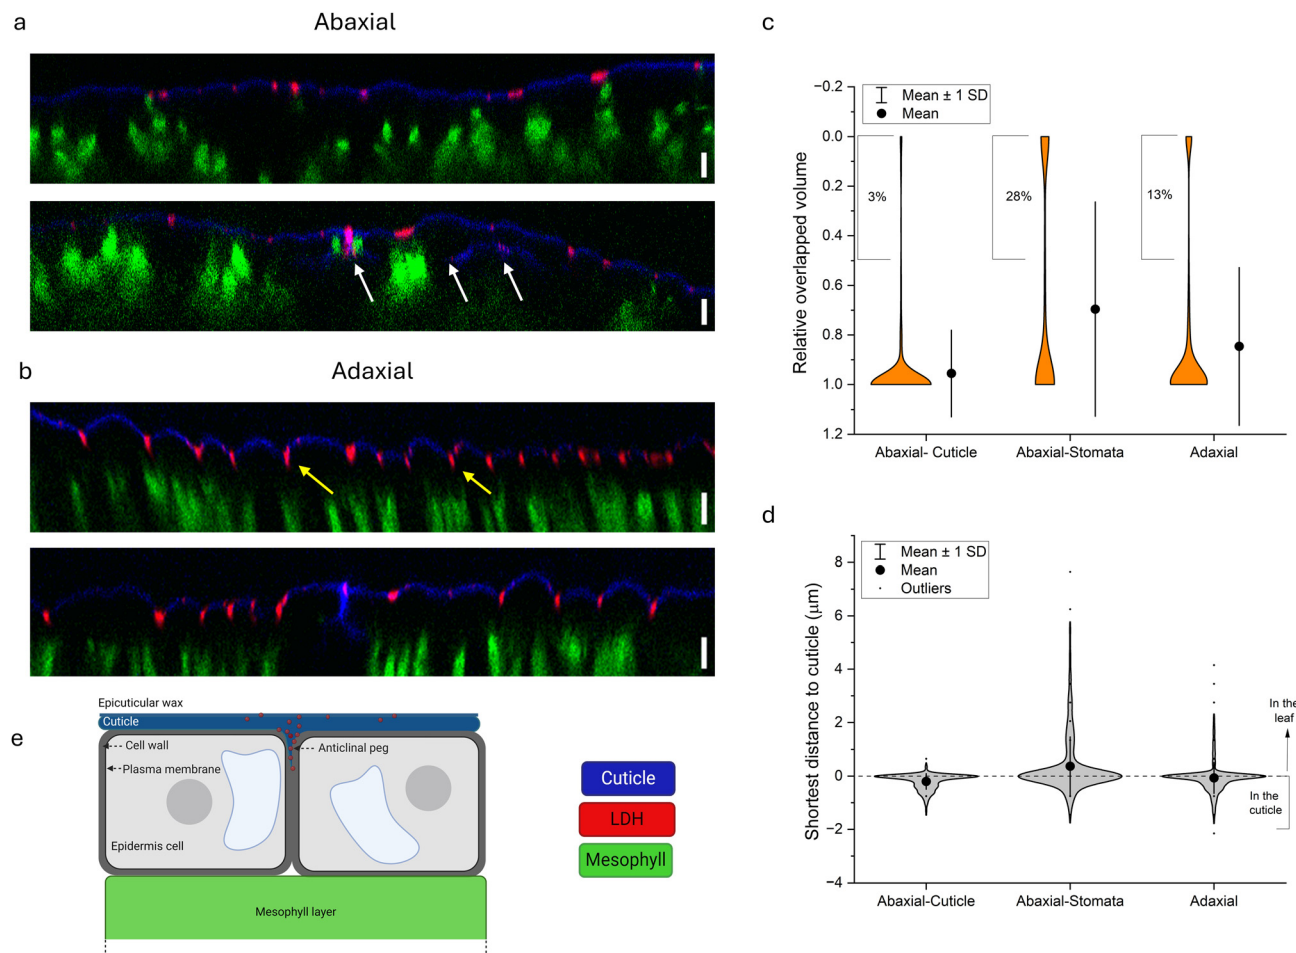 a
Abaxial
b
Adaxial
c
−0.2
0.0
0.2
0.4
0.6
0.8
1.0
1.2
Relative overlapped volume
Mean ± 1 SD
Mean
3%
28%
13%
Abaxial- Cuticle
Abaxial-Stomata
Adaxial
d
8
6
4
2
0
−2
−4
Shortest distance to cuticle (μm)
Mean ± 1 SD
Mean
Outliers
In the
leaf
In the
cuticle
Abaxial-Cuticle
Abaxial-Stomata
Adaxial
e
Epicuticular wax
Cuticle
Cell wall
Anticlinal peg
Plasma membrane
Epidermis cell
Mesophyll layer
Cuticle
LDH
Mesophyll